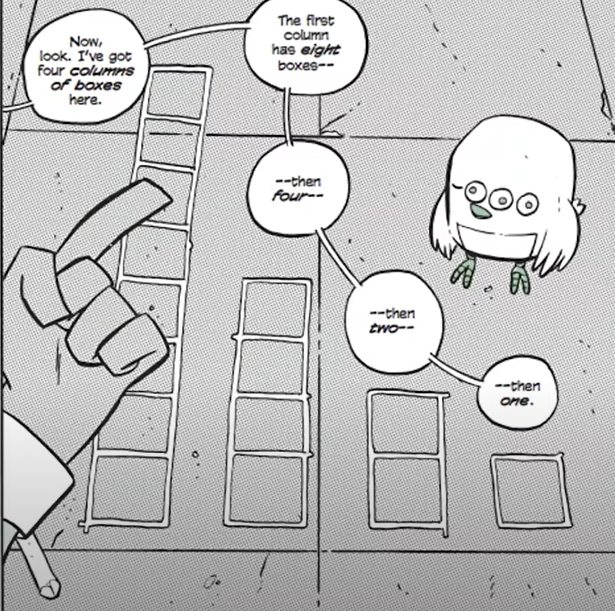 Now,
look. I've got
four columns
of boxes
here.
The first
column
has eight
boxes--
--then
four--
--then
two--
--then
one.